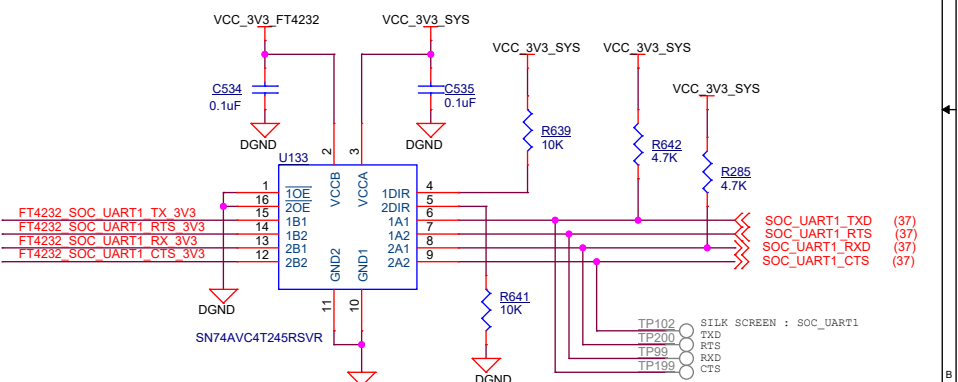 VCC_3V3_FT4232
VCC_3V3_SYS
VCC_3V3_SYS
VCC_3V3_SYS
VCC_3V3_SYS
C534
0.1uF
C535
0.1uF
DGND
DGND
R639
10K
R642
4.7K
R285
4.7K
U133
2
3
VCCB
VCCA
1
16
15
14
13
12
1OE
2OE
1B1
1B2
2B1
2B2
1DIR
2DIR
1A1
1A2
2A1
2A2
4
5
6
7
8
9
GND2
GND1
11
10
FT4232_SOC_UART1_TX_3V3
FT4232_SOC_UART1_RTS_3V3
FT4232_SOC_UART1_RX_3V3
FT4232_SOC_UART1_CTS_3V3
SOC_UART1_TXD (37)
SOC_UART1_RTS (37)
SOC_UART1_RXD (37)
SOC_UART1_CTS (37)
DGND
SN74AVC4T245RSVR
R641
10K
DGND
TP102
TP200
TP99
TP199
SILK SCREEN : SOC_UART1
TXD
RTS
RXD
CTS
B